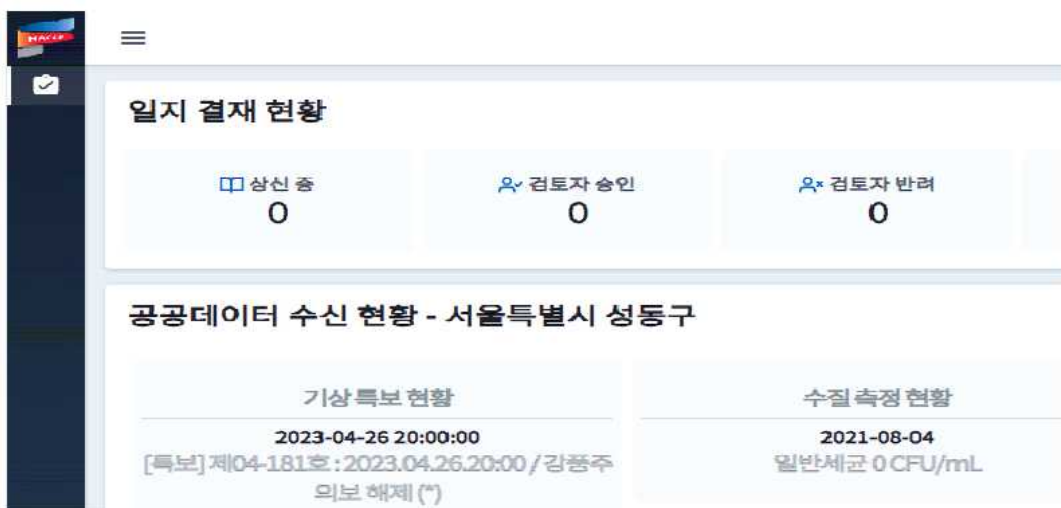 HACCP
일지 결재 현황
상신 중
0
검토자 승인
0
검토자 반려
0
공공데이터 수신 현황 - 서울특별시 성동구
기상 특보 현황
2023-04-26 20:00:00
[특보] 제04-181호 : 2023.04.26.20:00 / 강풍주
의보 해제 (*)
수질 측정 현황
2021-08-04
일반세균 0 CFU/mL